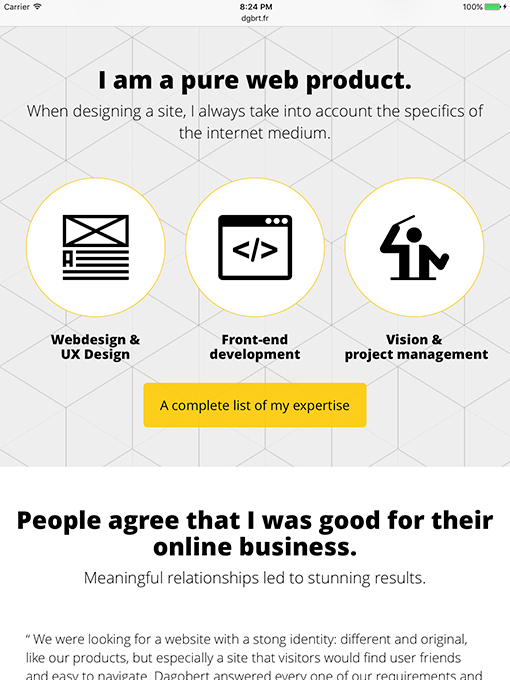 Carrier 8:24 PM 100%
dgbrt.fr
I am a pure web product.
When designing a site, I always take into account the specifics of
the internet medium.
A
</>
Webdesign &
UX Design
Front-end
development
Vision &
project management
A complete list of my expertise
People agree that I was good for their
online business.
Meaningful relationships led to stunning results.
“ We were looking for a website with a stong identity: different and original,
like our products, but especially a site that visitors would find user friends
and easy to navigate. Dagobert answered every one of our requirements and